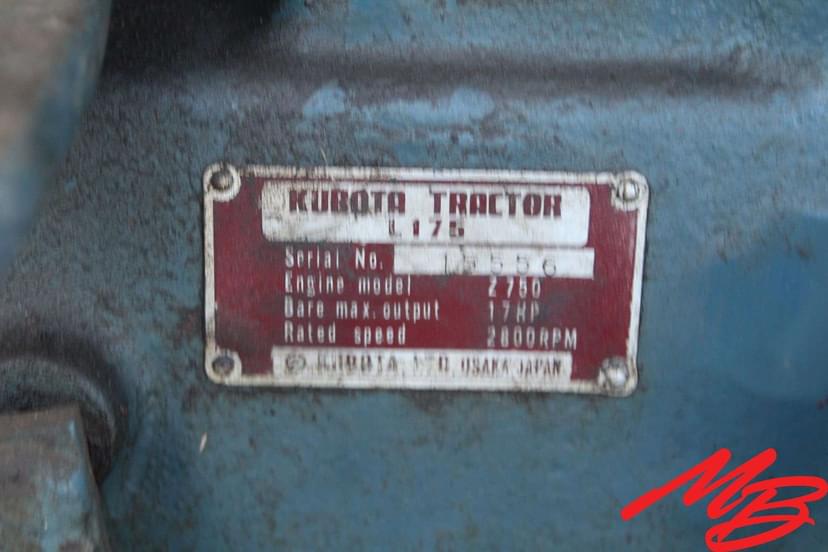 KUBOTA TRACTOR
L175
Serial No. 
Engine model Z750
Bare max. output 17HP
Rated speed 2800RPM
KUBOTA, LTD. OSAKA JAPAN
MB